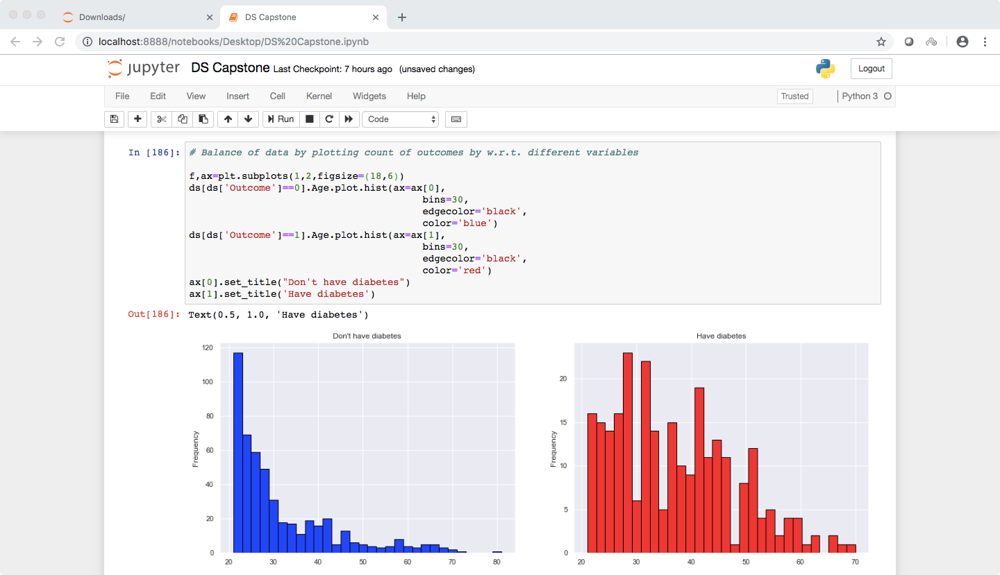 Downloads/
DS Capstone
localhost:8888/notebooks/Desktop/DS%20Capstone.ipynb
jupyter DS Capstone Last Checkpoint: 7 hours ago (unsaved changes)
Logout
File Edit View Insert Cell Kernel Widgets Help
Trusted
Python 3
Run
Code
In [186]:
# Balance of data by plotting count of outcomes by w.r.t. different variables
f,ax=plt.subplots(1,2,figsize=(18,6))
ds[ds['Outcome']==0].Age.plot.hist(ax=ax[0],
bins=30,
edgecolor='black',
color='blue')
ds[ds['Outcome']==1].Age.plot.hist(ax=ax[1],
bins=30,
edgecolor='black',
color='red')
ax[0].set_title("Don't have diabetes")
ax[1].set_title('Have diabetes')
Out[186]: Text(0.5, 1.0, 'Have diabetes')
Don't have diabetes
Frequency
120
100
80
60
40
20
0
20 30 40 50 60 70 80
Have diabetes
Frequency
20
15
10
5
0
20 30 40 50 60 70